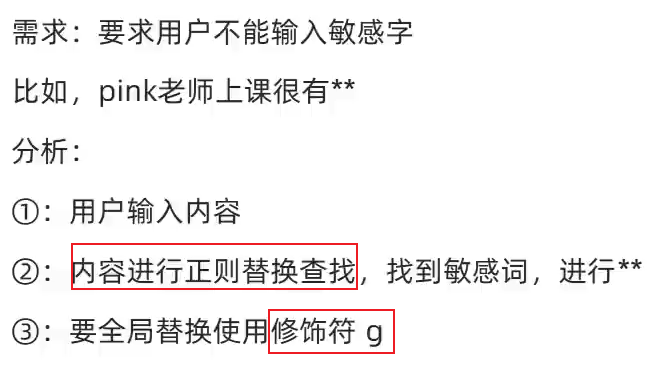 需求：要求用户不能输入敏感字
比如，pink老师上课很有**
分析：
①：用户输入内容
②：内容进行正则替换查找，找到敏感词，进行**
③：要全局替换使用修饰符 g